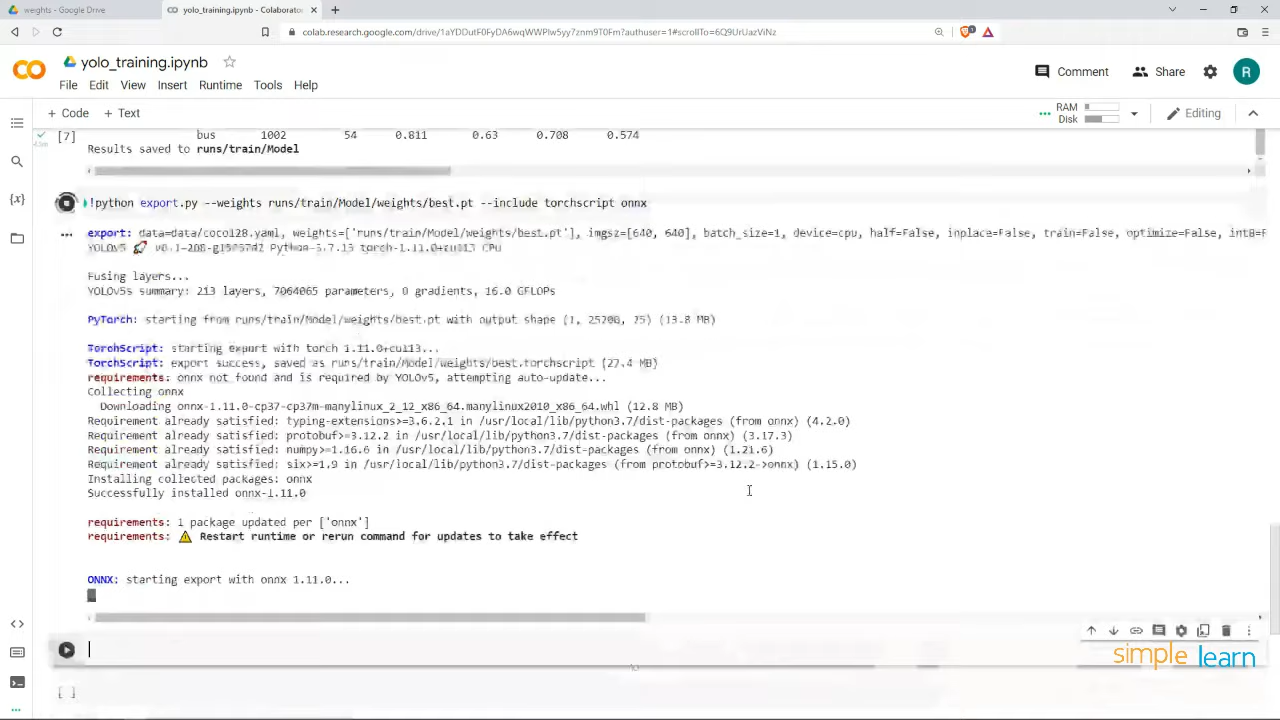 weights - Google Drive
yolo_training.ipynb - Colaborato
colab.research.google.com/drive/1aYDDutF0FyDA6wqWWPlw5yy7znm9T0Fm?authuser=1#scrollTo=6Q9UrUazViNz
yolo_training.ipynb
File Edit View Insert Runtime Tools Help
Comment Share R
+ Code + Text
RAM
Disk
Editing
[7]
bus 1002 54 0.811 0.63 0.708 0.574
Results saved to runs/train/Model
!python export.py --weights runs/train/Model/weights/best.pt --include torchscript onnx
export: data=data/coco128.yaml, weights=['runs/train/Model/weights/best.pt'], imgsz=[640, 640], batch_size=1, device=cpu, half=False, inplace=False, train=False, optimize=False, int8=F
YOLOv5 Python-3.7.13 torch-1.11.0+cu113 CPU
Fusing layers...
YOLOv5s summary: 213 layers, 7064065 parameters, 0 gradients, 16.0 GFLOPs
PyTorch: starting from runs/train/Model/weights/best.pt with output shape (1, 25200, 25) (13.8 MB)
TorchScript: starting export with torch 1.11.0+cu113...
TorchScript: export success, saved as runs/train/Model/weights/best.torchscript (27.4 MB)
requirements: onnx not found and is required by YOLOv5, attempting auto-update...
Collecting onnx
Downloading onnx-1.11.0-cp37-cp37m-manylinux_2_12_x86_64.manylinux2010_x86_64.whl (12.8 MB)
Requirement already satisfied: typing-extensions>=3.6.2.1 in /usr/local/lib/python3.7/dist-packages (from onnx) (4.2.0)
Requirement already satisfied: protobuf>=3.12.2 in /usr/local/lib/python3.7/dist-packages (from onnx) (3.17.3)
Requirement already satisfied: numpy>=1.16.6 in /usr/local/lib/python3.7/dist-packages (from onnx) (1.21.6)
Requirement already satisfied: six>=1.9 in /usr/local/lib/python3.7/dist-packages (from protobuf>=3.12.2->onnx) (1.15.0)
Installing collected packages: onnx
Successfully installed onnx-1.11.0
requirements: 1 package updated per ['onnx']
requirements: ⚠ Restart runtime or rerun command for updates to take effect
ONNX: starting export with onnx 1.11.0...
simplelearn
[ ]